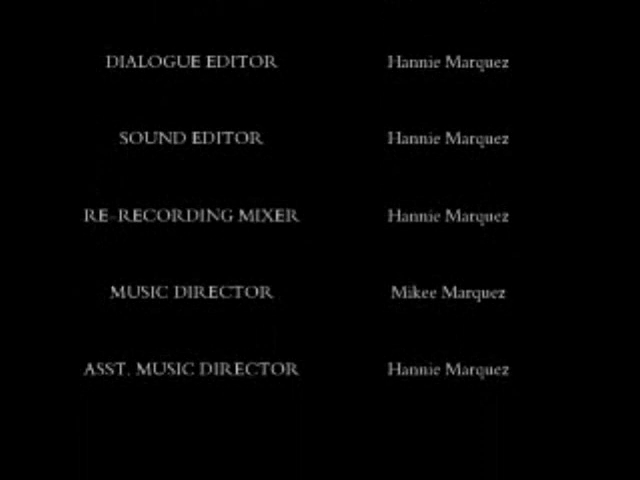 DIALOGUE EDITOR Hannie Marquez
SOUND EDITOR Hannie Marquez
RE-RECORDING MIXER Hannie Marquez
MUSIC DIRECTOR Mikee Marquez
ASST. MUSIC DIRECTOR Hannie Marquez